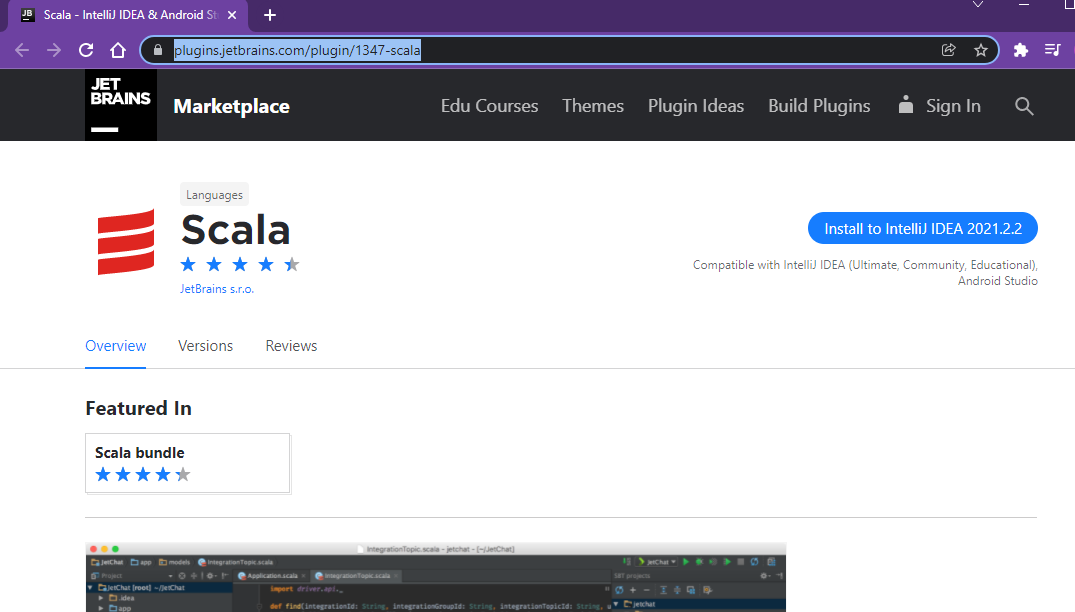 JB Scala - IntelliJ IDEA & Android St
plugins.jetbrains.com/plugin/1347-scala
JET
BRAINS
Marketplace
Edu Courses Themes Plugin Ideas Build Plugins Sign In
Languages
Scala
JetBrains s.r.o.
Install to IntelliJ IDEA 2021.2.2
Compatible with IntelliJ IDEA (Ultimate, Community, Educational),
Android Studio
Overview Versions Reviews
Featured In
Scala bundle
IntegrationTopic.scala - jetchat - [~/JetChat]
JetChat app models IntegrationTopic.scala JetChat
Project Application.scala IntegrationTopic.scala SBT projects
JetChat [root] ~/JetChat import driver.api._
.idea jetchat
app def find(integrationId: String, integrationGroupId: String, integrationTopicId: String, u